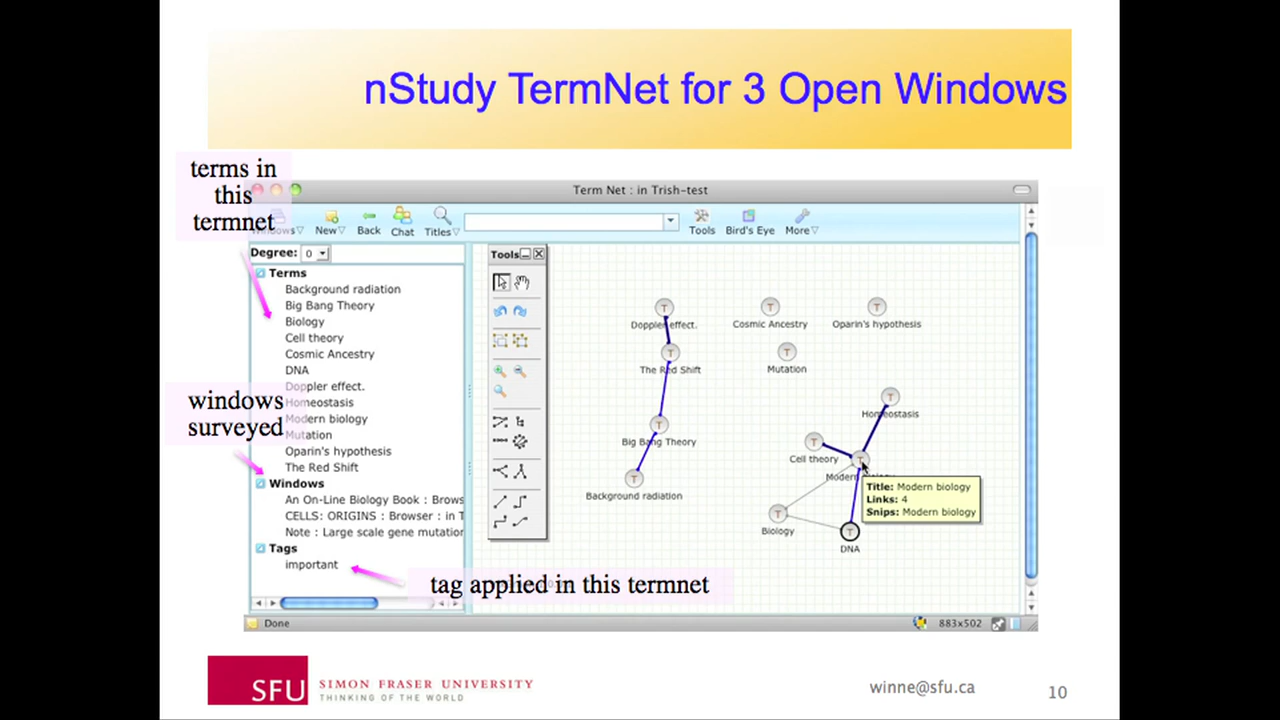 nStudy TermNet for 3 Open Windows
terms in
this
termnet
Term Net : in Trish-test
Windows
New
Back
Chat
Titles
Tools
Bird's Eye
More
Degree: 0
Terms
Background radiation
Big Bang Theory
Biology
Cell theory
Cosmic Ancestry
DNA
Doppler effect.
Homeostasis
Modern biology
Mutation
Oparin's hypothesis
The Red Shift
windows
surveyed
Windows
An On-Line Biology Book : Brows
CELLS: ORIGINS : Browser : in T
Note : Large scale gene mutation
Tags
important
tag applied in this termnet
Tools
T
Doppler effect.
T
Cosmic Ancestry
T
Oparin's hypothesis
T
The Red Shift
T
Mutation
T
Homeostasis
T
Big Bang Theory
T
Cell theory
T
Modern biology
T
Background radiation
Title: Modern biology
Links: 4
Snips: Modern biology
T
Biology
T
DNA
Done
883x502
SFU
SIMON FRASER UNIVERSITY
THINKING OF THE WORLD
winne@sfu.ca
10